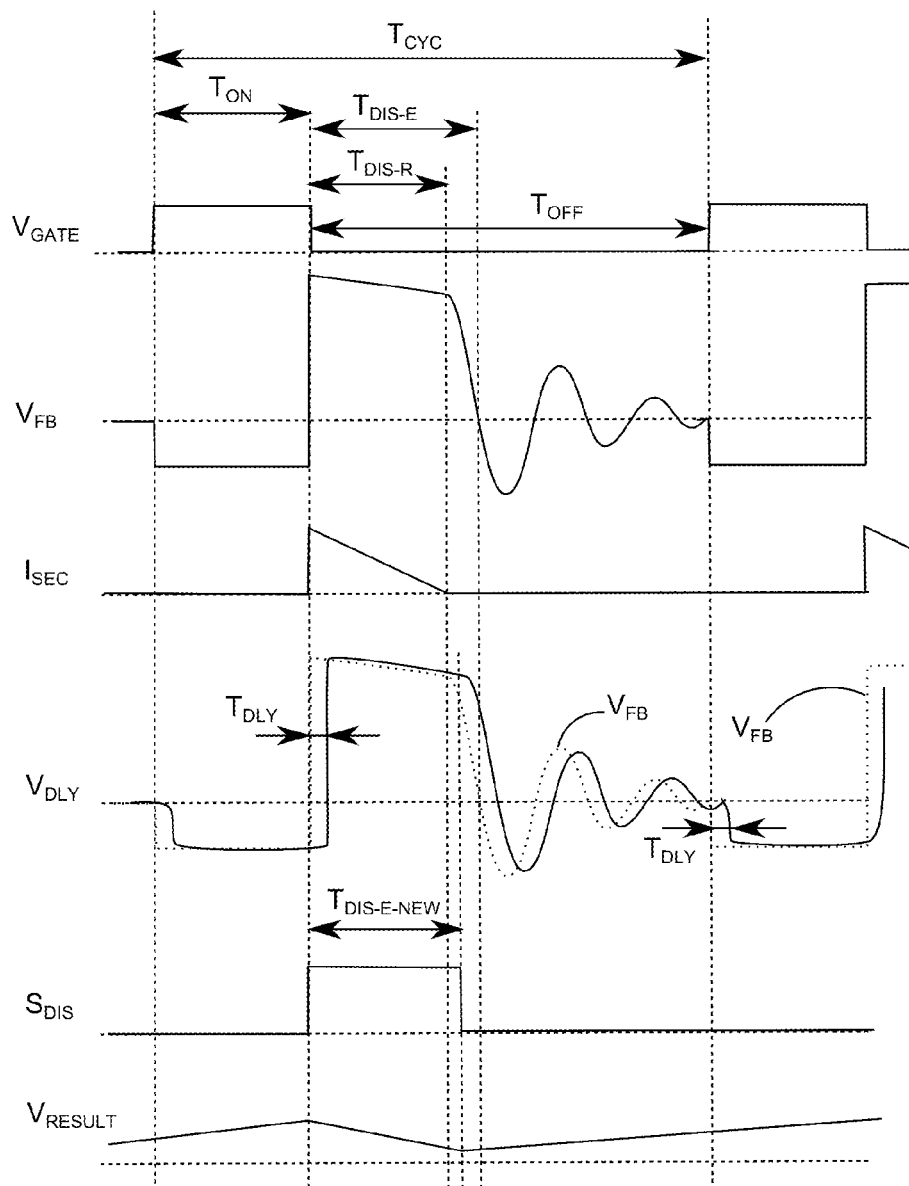 TCYC
TON
TDIS-E
TDIS-R
VGATE
TOFF
VFB
ISEC
TDLY
VFB
VFB
VDLY
TDLY
TDIS-E-NEW
SDIS
VRESULT